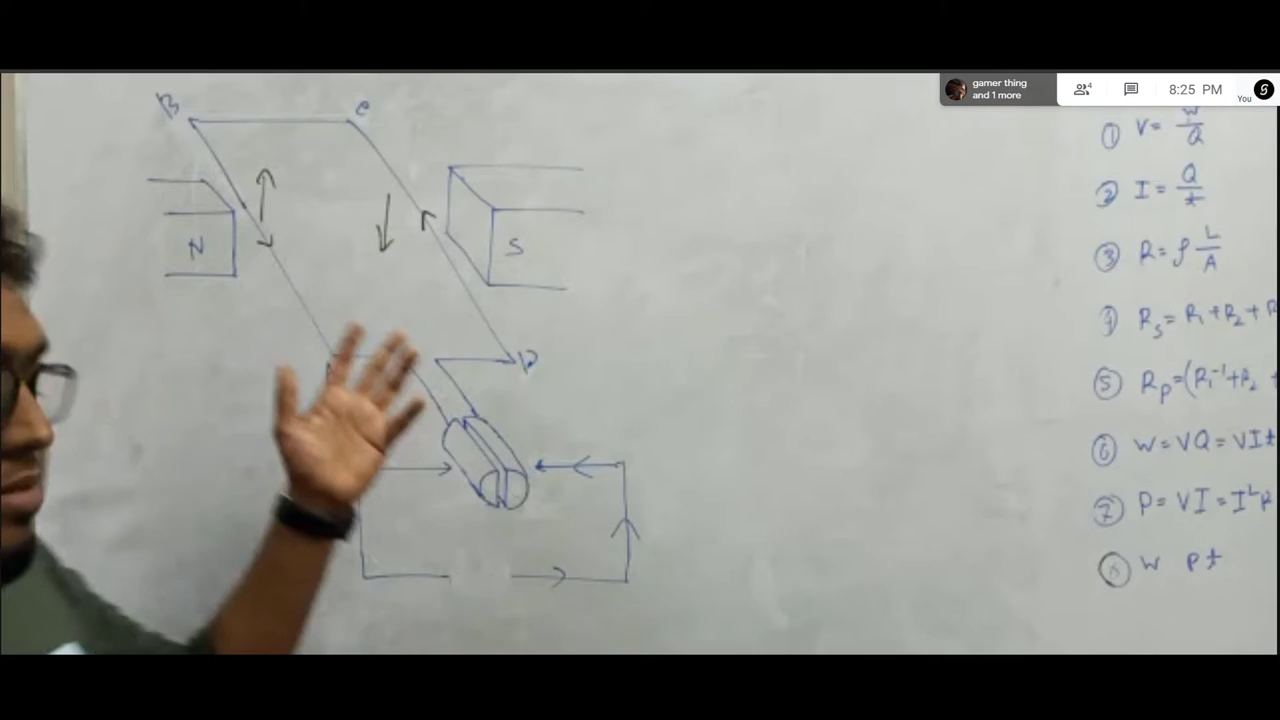 gamer thing
and 1 more
4
8:25 PM
You
B C
N
S
D
① V = W/Q
② I = Q/t
③ R = ρ L/A
④ Rs = R1 + R2 + R
⑤ Rp = (R1⁻¹ + R2 +
⑥ W = VQ = VIt
⑦ P = VI = I²R
⑧ W Pt